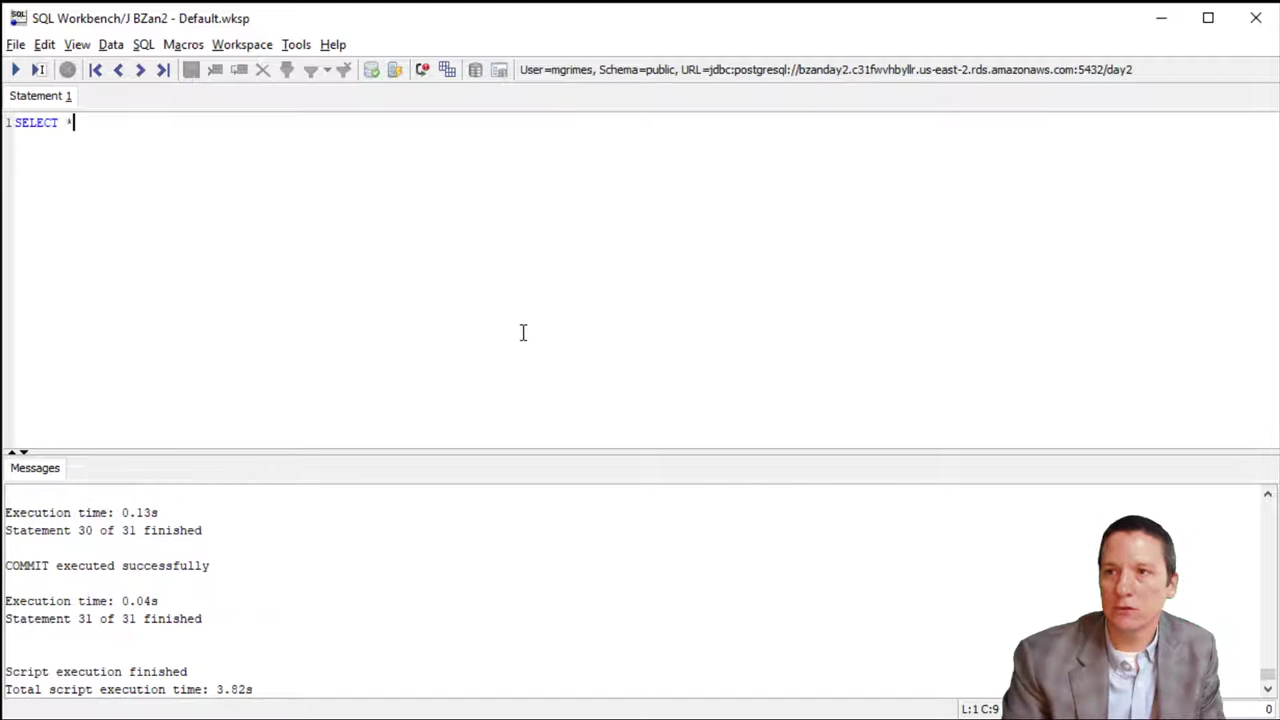 SQL Workbench/J BZan2 - Default.wksp
File Edit View Data SQL Macros Workspace Tools Help
User=mgrimes, Schema=public, URL=jdbc:postgresql://bzanday2.c31fwvhbyllr.us-east-2.rds.amazonaws.com:5432/day2
Statement 1
1 SELECT *
Messages
Execution time: 0.13s
Statement 30 of 31 finished
COMMIT executed successfully
Execution time: 0.04s
Statement 31 of 31 finished
Script execution finished
Total script execution time: 3.82s
L:1 C:9 0